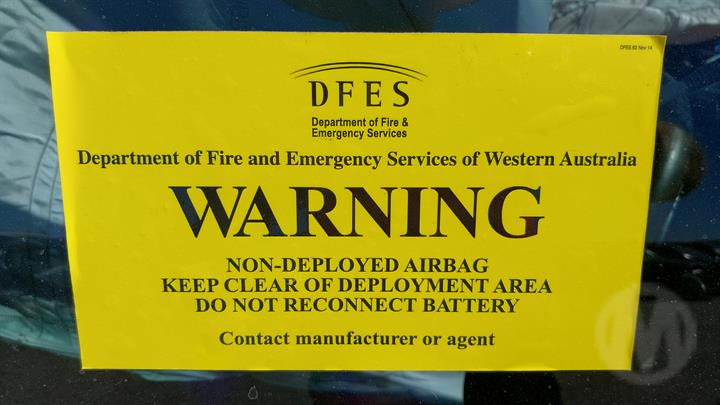 DFES 82 Nov 14
DFES
Department of Fire &
Emergency Services
Department of Fire and Emergency Services of Western Australia
WARNING
NON-DEPLOYED AIRBAG
KEEP CLEAR OF DEPLOYMENT AREA
DO NOT RECONNECT BATTERY
Contact manufacturer or agent
M